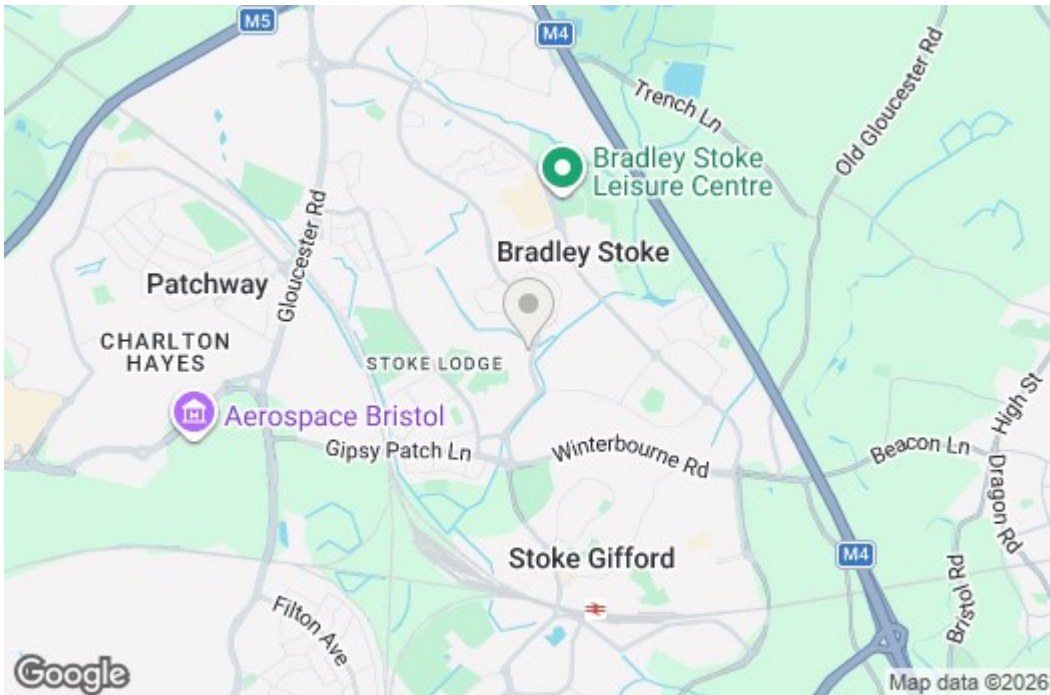 M5
M4
Trench Ln
Old Gloucester Rd
Bradley Stoke
Leisure Centre
Gloucester Rd
Bradley Stoke
Patchway
CHARLTON
HAYES
STOKE LODGE
Aerospace Bristol
Gipsy Patch Ln
Winterbourne Rd
Beacon Ln
High St
Dragon Rd
Stoke Gifford
M4
Bristol Rd
Filton Ave
Google
Map data ©2026